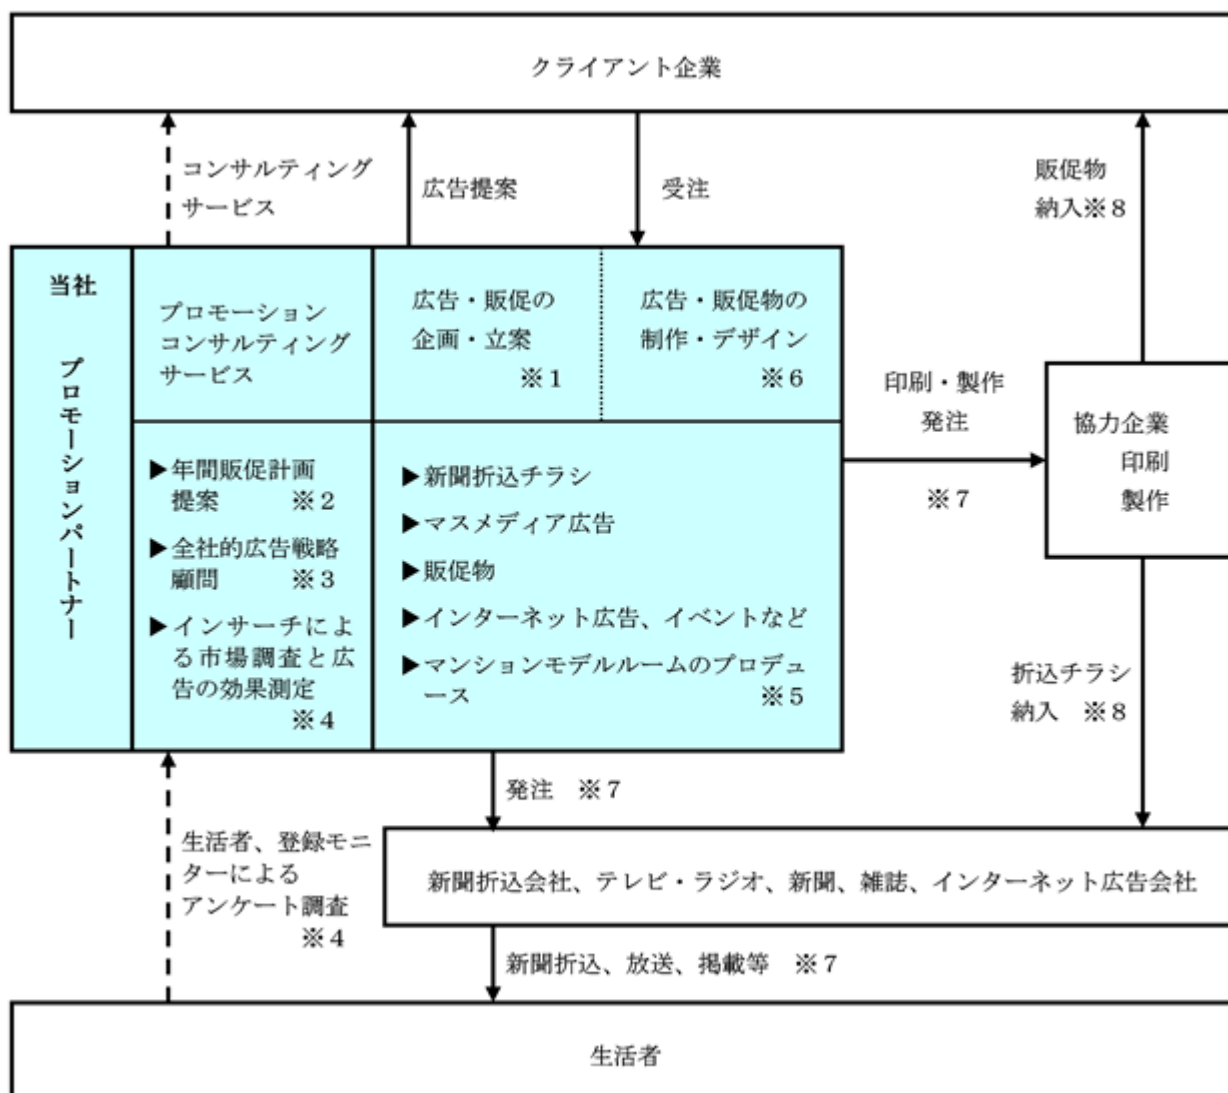 クライアント企業
コンサルティング
サービス
広告提案
受注
販促物
納入※8
当社
プロモーションパートナー
プロモーション
コンサルティング
サービス
広告・販促の
企画・立案
※1
広告・販促物の
制作・デザイン
※6
印刷・製作
発注
※7
協力企業
印刷
製作
▶年間販促計画
提案 ※2
▶全社的広告戦略
顧問 ※3
▶インサーチによ
る市場調査と広
告の効果測定
※4
▶新聞折込チラシ
▶マスメディア広告
▶販促物
▶インターネット広告、イベントなど
▶マンションモデルルームのプロデュ
ース ※5
折込チラシ
納入 ※8
発注 ※7
生活者、登録モニ
ターによる
アンケート調査
※4
新聞折込会社、テレビ・ラジオ、新聞、雑誌、インターネット広告会社
新聞折込、放送、掲載等 ※7
生活者